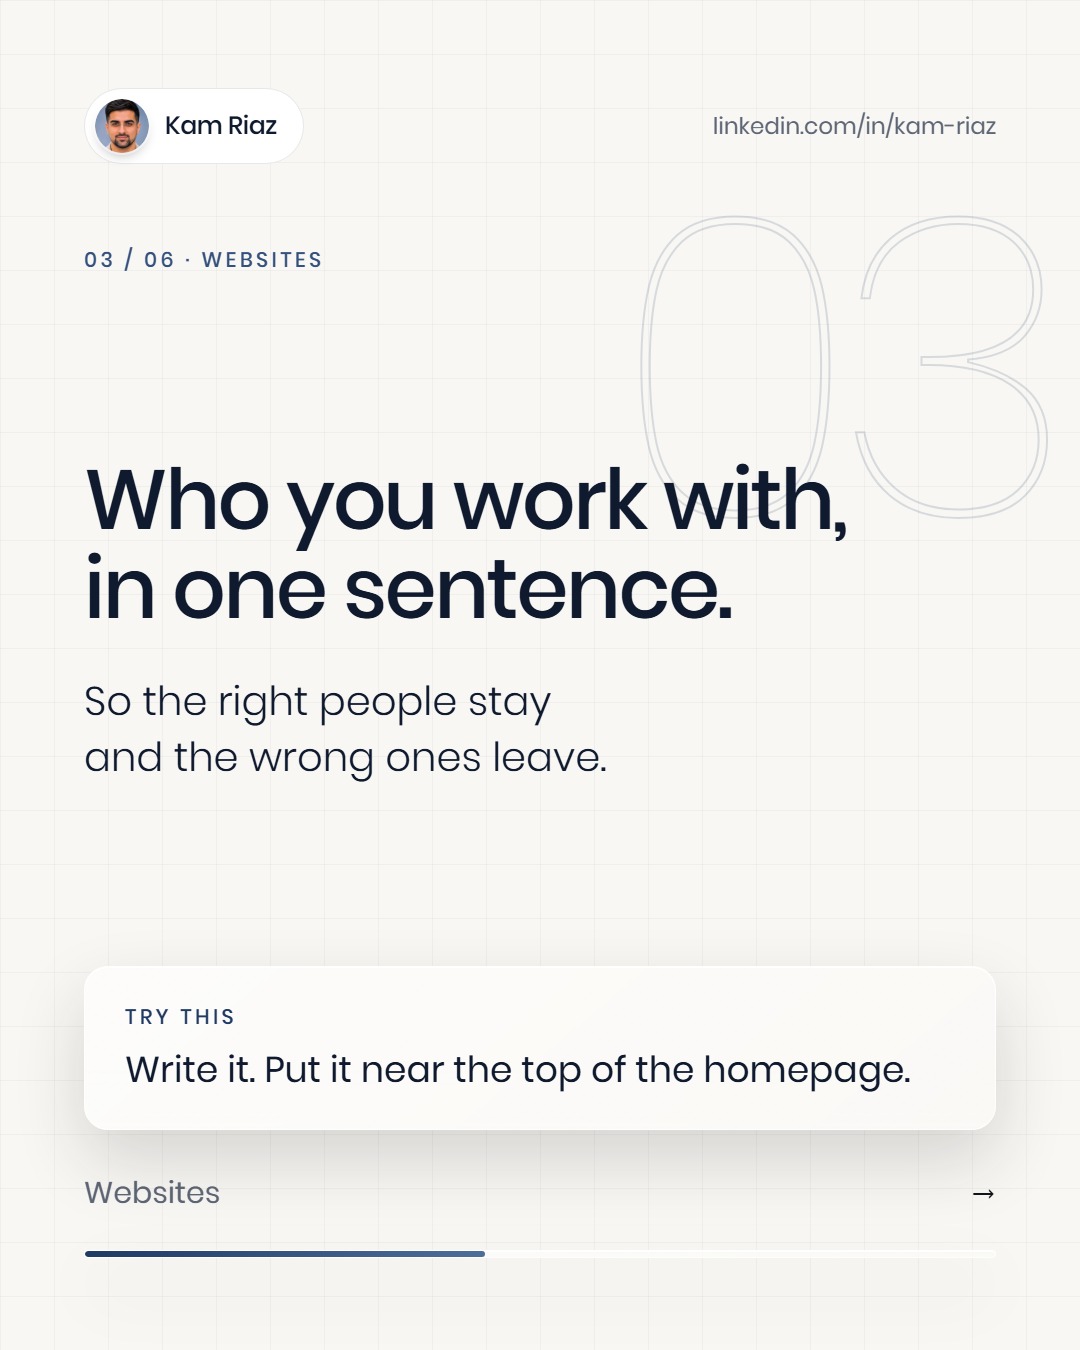 Kam Riaz
linkedin.com/in/kam-riaz
03 / 06 · WEBSITES
03
Who you work with,
in one sentence.
So the right people stay
and the wrong ones leave.
TRY THIS
Write it. Put it near the top of the homepage.
Websites
→